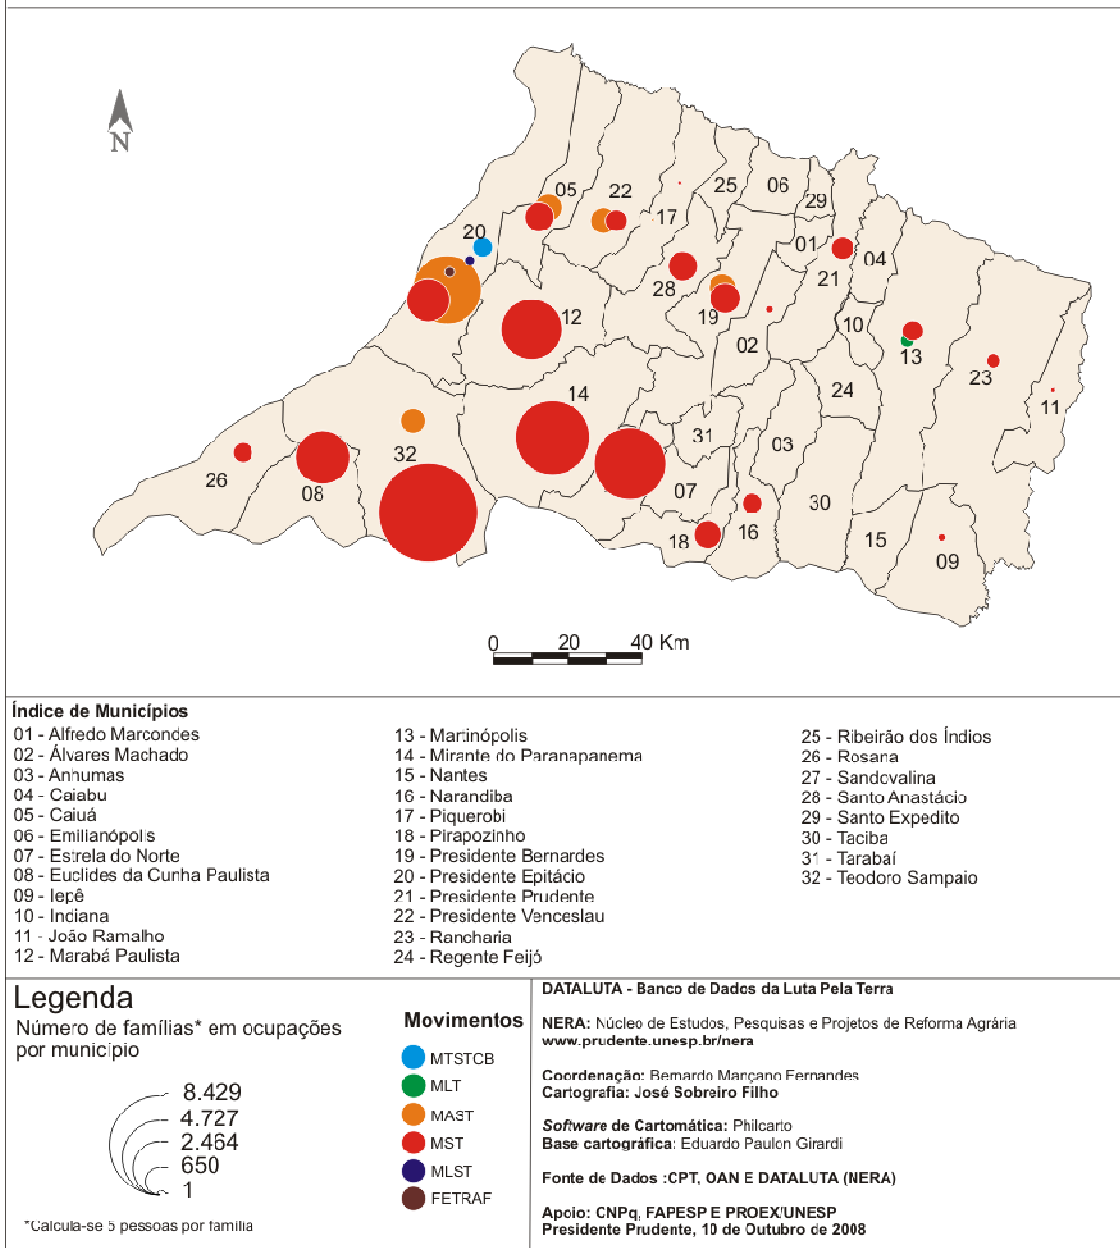 N
05
22
17
25
06
29
20
01
04
21
28
19
12
02
10
13
23
11
14
24
31
03
32
26
08
07
30
18
16
15
09
0 20 40 Km
Índice de Municípios
01 - Alfredo Marcondes
02 - Álvares Machado
03 - Anhumas
04 - Caiabu
05 - Caiuá
06 - Emilianópolis
07 - Estrela do Norte
08 - Euclides da Cunha Paulista
09 - Iepê
10 - Indiana
11 - João Ramalho
12 - Marabá Paulista
13 - Martinópolis
14 - Mirante do Paranapanema
15 - Nantes
16 - Narandiba
17 - Piquerobi
18 - Pirapozinho
19 - Presidente Bernardes
20 - Presidente Epitácio
21 - Presidente Prudente
22 - Presidente Venceslau
23 - Rancharia
24 - Regente Feijó
25 - Ribeirão dos Índios
26 - Rosana
27 - Sandovalina
28 - Santo Anastácio
29 - Santo Expedito
30 - Taciba
31 - Tarabaí
32 - Teodoro Sampaio
Legenda
Número de famílias* em ocupações
por município
8.429
4.727
2.464
650
1
*Calcula-se 5 pessoas por família
Movimentos
MTSTCB
MLT
MAST
MST
MLST
FETRAF
DATALUTA - Banco de Dados da Luta Pela Terra
NERA: Núcleo de Estudos, Pesquisas e Projetos de Reforma Agrária
www.prudente.unesp.br/nera
Coordenação: Bernardo Mançano Fernandes
Cartografia: José Sobreiro Filho
Software de Cartomática: Philcarto
Base cartográfica: Eduardo Paulon Girardi
Fonte de Dados :CPT, OAN E DATALUTA (NERA)
Apoio: CNPq, FAPESP E PROEX/UNESP
Presidente Prudente, 10 de Outubro de 2008